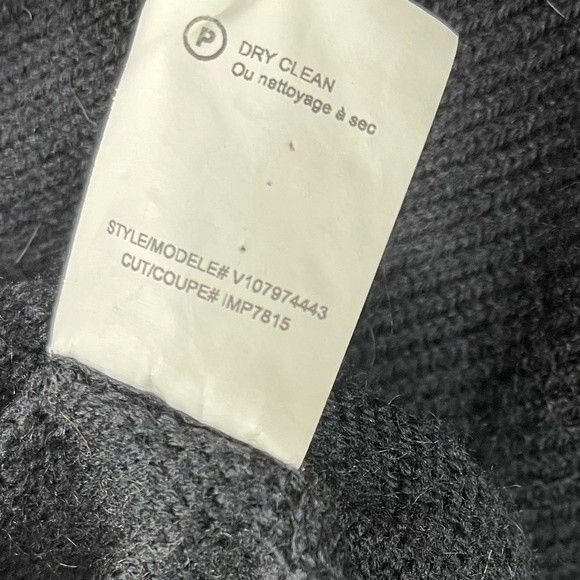 P DRY CLEAN
Ou nettoyage à sec
STYLE/MODELE# V107974443
CUT/COUPE# IMP7815